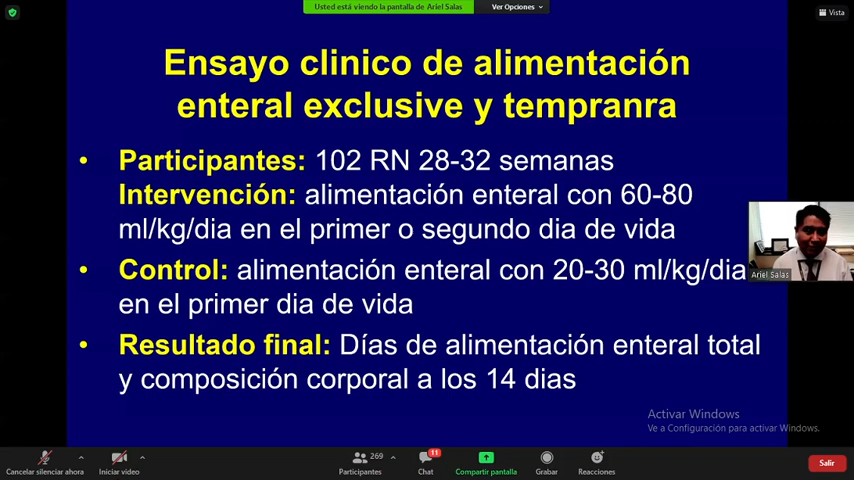 Usted está viendo la pantalla de Ariel Salas
Ver Opciones
Vista
Ensayo clinico de alimentación
enteral exclusive y tempranra
• Participantes: 102 RN 28-32 semanas
Intervención: alimentación enteral con 60-80
ml/kg/dia en el primer o segundo dia de vida
• Control: alimentación enteral con 20-30 ml/kg/dia
en el primer dia de vida
• Resultado final: Días de alimentación enteral total
y composición corporal a los 14 dias
Ariel Salas
Activar Windows
Ve a Configuración para activar Windows.
Cancelar silenciar ahora
Iniciar video
269
Participantes
11
Chat
Compartir pantalla
Grabar
Reacciones
Salir